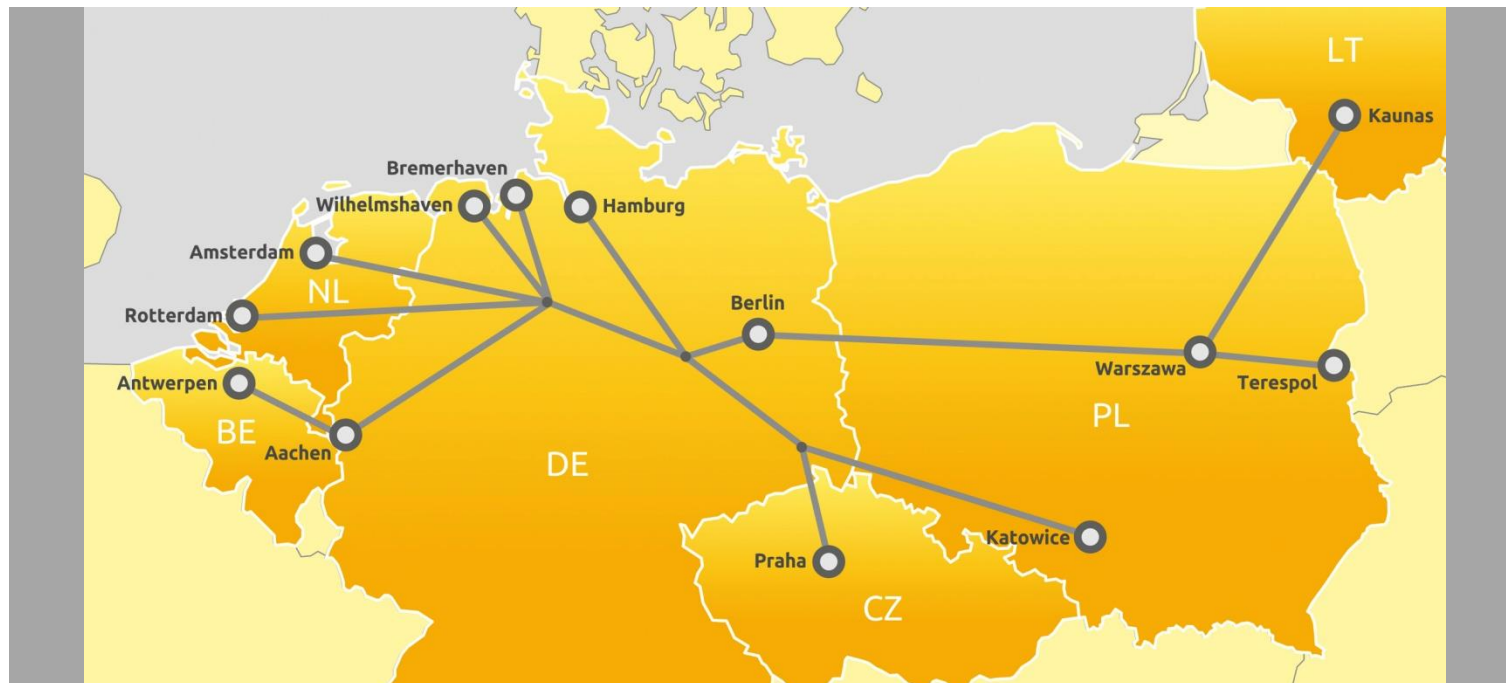 LT
Kaunas
Bremerhaven
Wilhelmshaven
Hamburg
Amsterdam
NL
Rotterdam
Berlin
Warszawa
Terespol
Antwerpen
BE
Aachen
DE
PL
Katowice
Praha
CZ